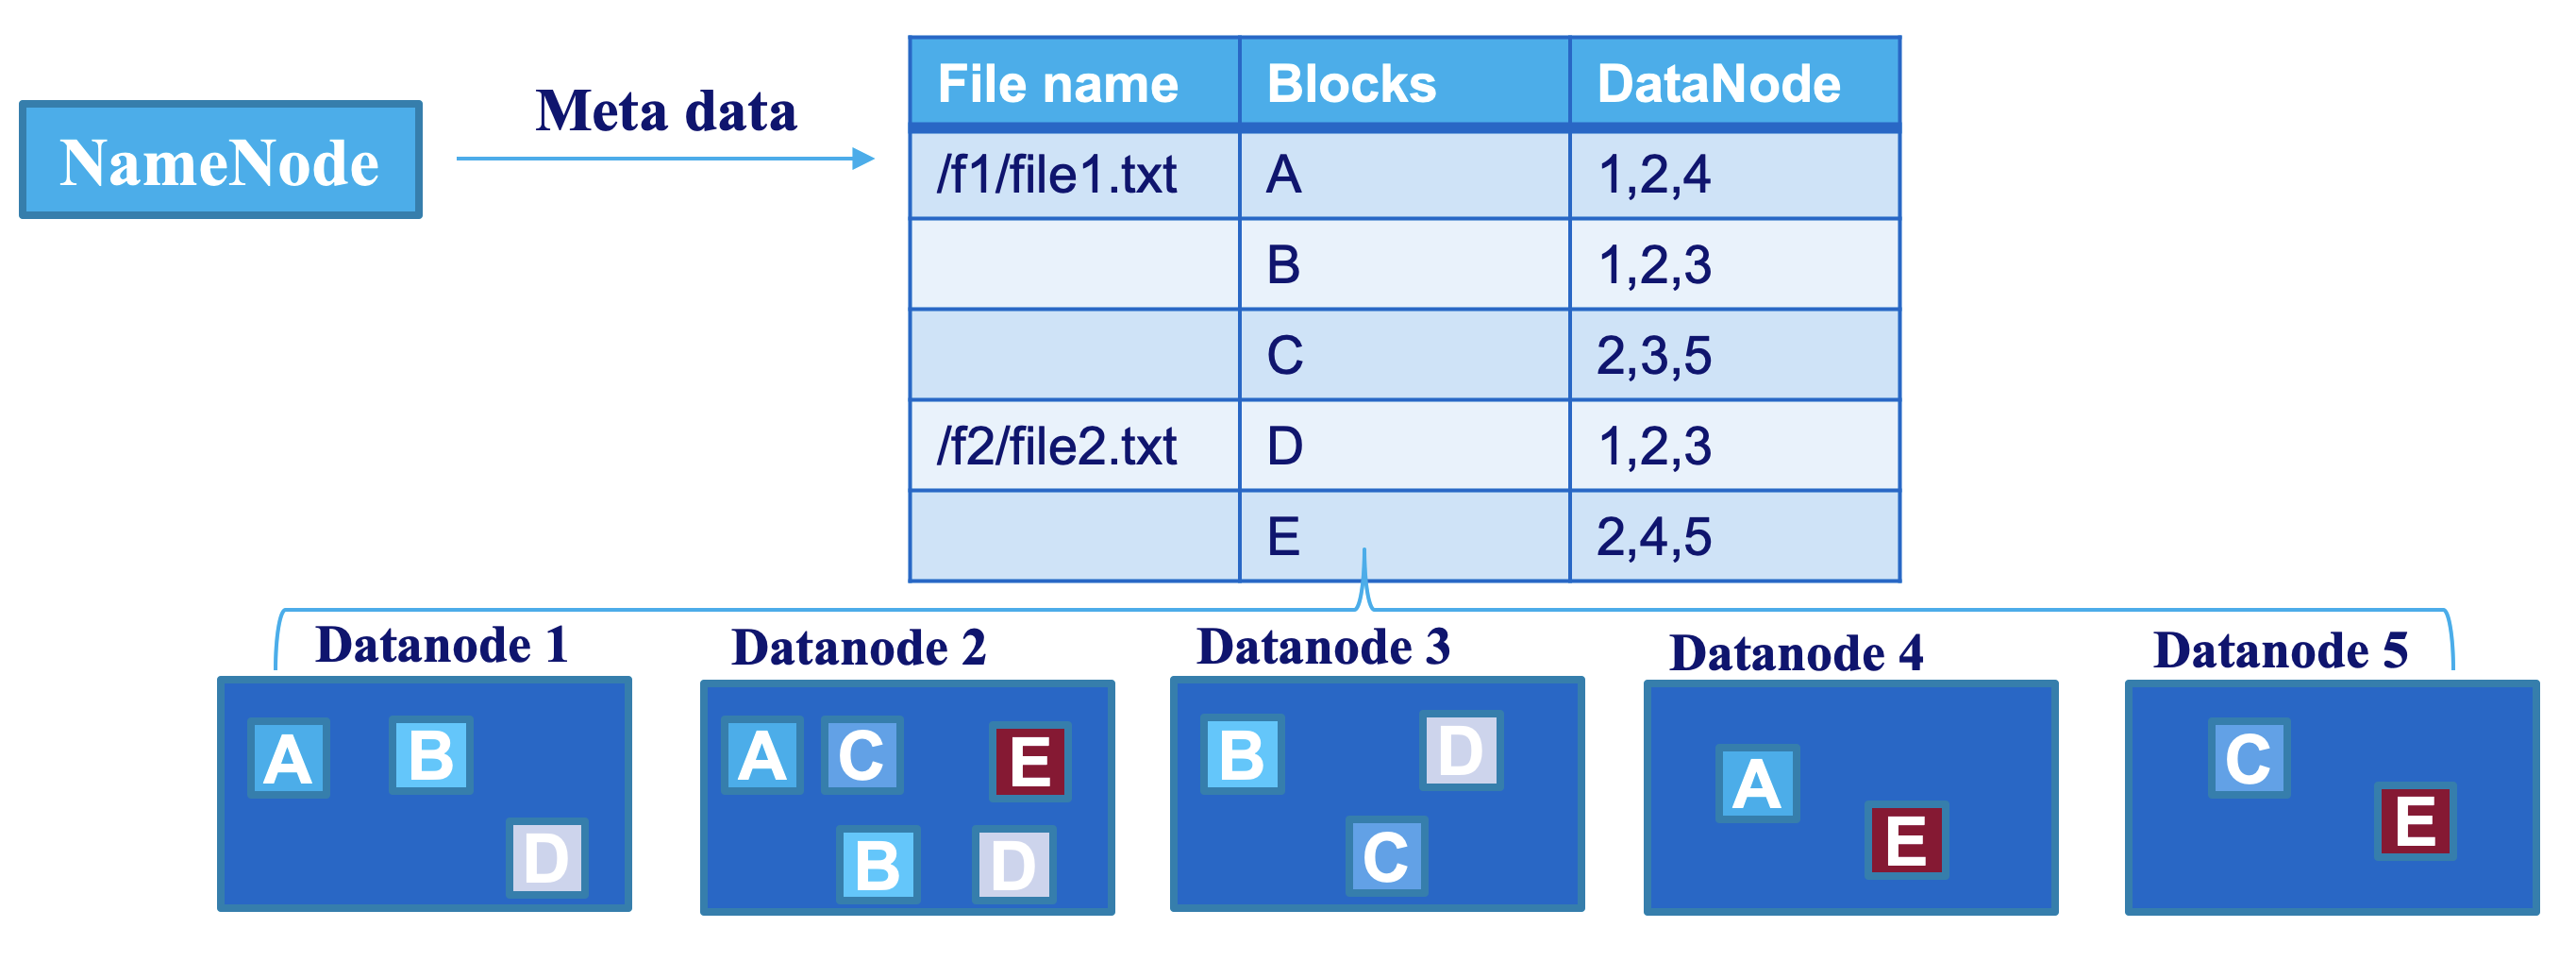 NameNode
Meta data
File name Blocks DataNode
/f1/file1.txt A 1,2,4
B 1,2,3
C 2,3,5
/f2/file2.txt D 1,2,3
E 2,4,5
Datanode 1
A B
D
Datanode 2
A C E
B D
Datanode 3
B D
C
Datanode 4
A
E
Datanode 5
C
E